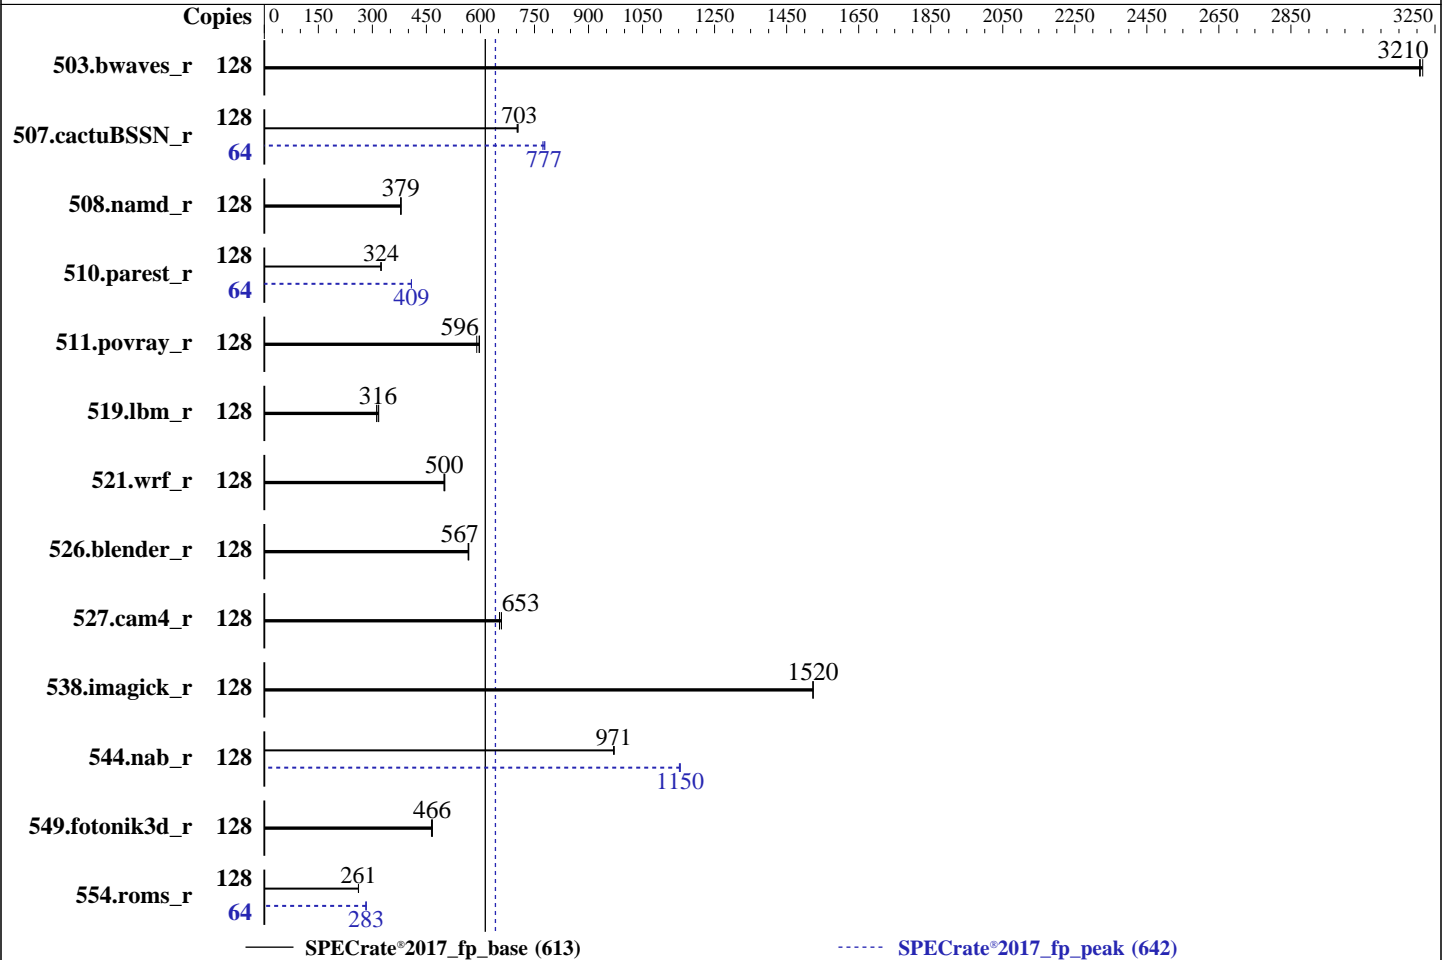 Copies 0 150 300 450 600 750 900 1050 1250 1450 1650 1850 2050 2250 2450 2650 2850 3250
503.bwaves_r 128 3210
507.cactuBSSN_r 128 703
64 777
508.namd_r 128 379
510.parest_r 128 324
64 409
511.povray_r 128 596
519.lbm_r 128 316
521.wrf_r 128 500
526.blender_r 128 567
527.cam4_r 128 653
538.imagick_r 128 1520
544.nab_r 128 971
1150
549.fotonik3d_r 128 466
554.roms_r 128 261
64 283
SPECrate®2017_fp_base (613) SPECrate®2017_fp_peak (642)